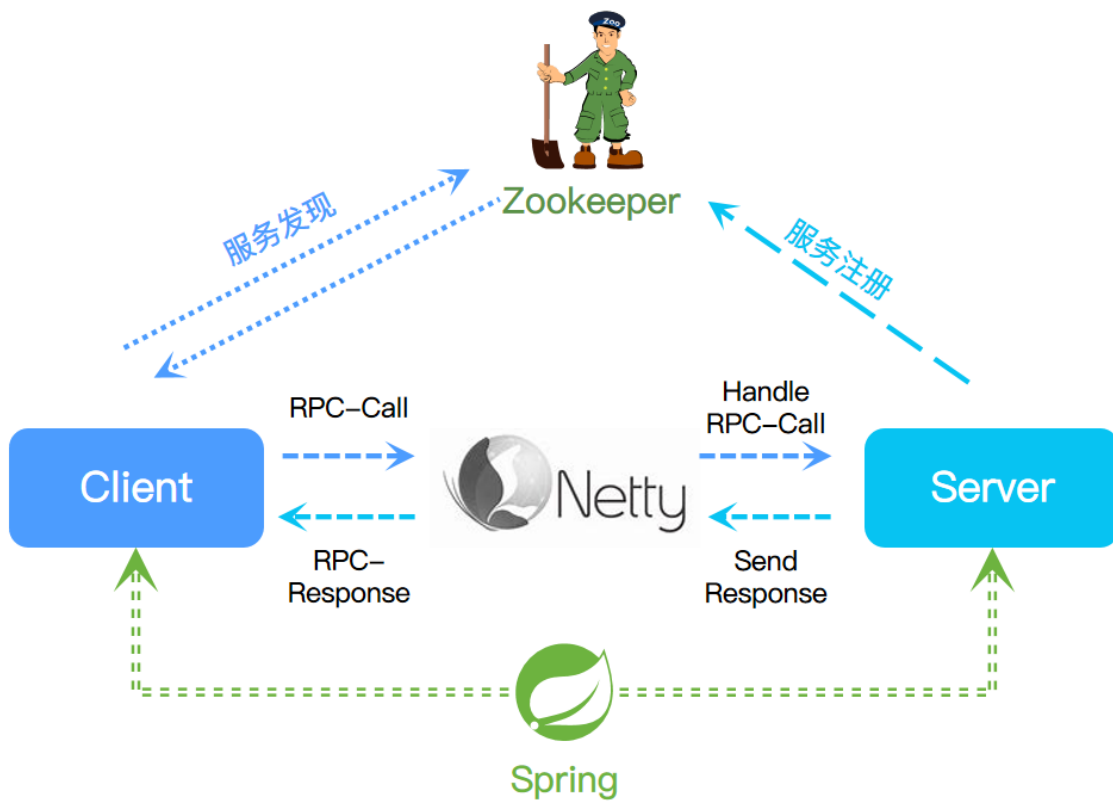 Zoo
Zookeeper
服务发现
服务注册
RPC-Call
Handle
RPC-Call
Client
Netty
Server
RPC-
Response
Send
Response
Spring